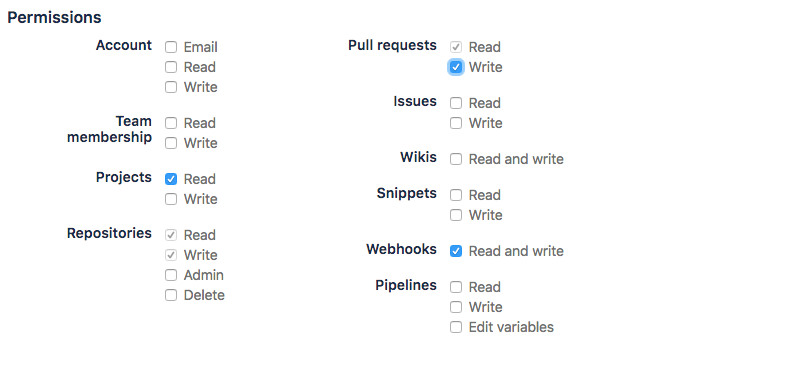 Permissions
Account
Email
Read
Write
Team
membership
Read
Write
Projects
Read
Write
Repositories
Read
Write
Admin
Delete
Pull requests
Read
Write
Issues
Read
Write
Wikis
Read and write
Snippets
Read
Write
Webhooks
Read and write
Pipelines
Read
Write
Edit variables